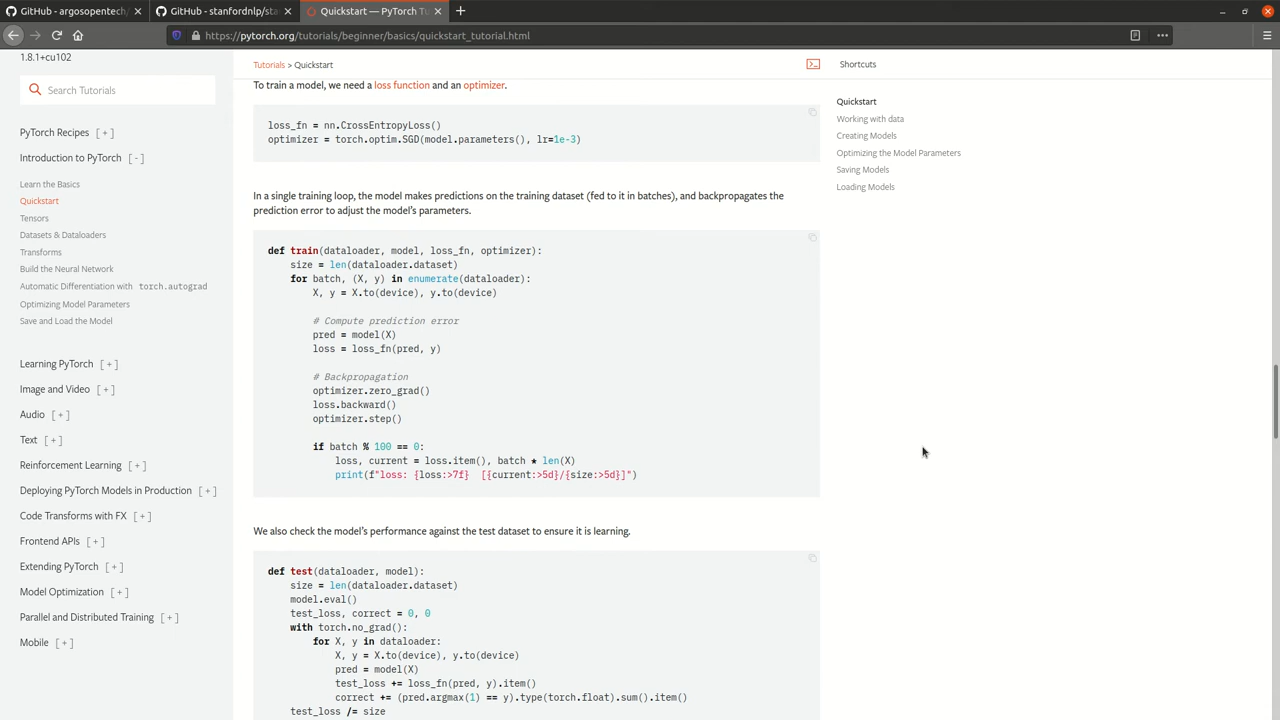 GitHub - argosopentech/
GitHub - stanfordnlp/sta
Quickstart — PyTorch Tu
https://pytorch.org/tutorials/beginner/basics/quickstart_tutorial.html
1.8.1+cu102
Search Tutorials
PyTorch Recipes [ + ]
Introduction to PyTorch [ - ]
Learn the Basics
Quickstart
Tensors
Datasets & Dataloaders
Transforms
Build the Neural Network
Automatic Differentiation with torch.autograd
Optimizing Model Parameters
Save and Load the Model
Learning PyTorch [ + ]
Image and Video [ + ]
Audio [ + ]
Text [ + ]
Reinforcement Learning [ + ]
Deploying PyTorch Models in Production [ + ]
Code Transforms with FX [ + ]
Frontend APIs [ + ]
Extending PyTorch [ + ]
Model Optimization [ + ]
Parallel and Distributed Training [ + ]
Mobile [ + ]
Tutorials > Quickstart
To train a model, we need a loss function and an optimizer.
loss_fn = nn.CrossEntropyLoss()
optimizer = torch.optim.SGD(model.parameters(), lr=1e-3)
In a single training loop, the model makes predictions on the training dataset (fed to it in batches), and backpropagates the
prediction error to adjust the model's parameters.
def train(dataloader, model, loss_fn, optimizer):
    size = len(dataloader.dataset)
    for batch, (X, y) in enumerate(dataloader):
        X, y = X.to(device), y.to(device)
        # Compute prediction error
        pred = model(X)
        loss = loss_fn(pred, y)
        # Backpropagation
        optimizer.zero_grad()
        loss.backward()
        optimizer.step()
        if batch % 100 == 0:
            loss, current = loss.item(), batch * len(X)
            print(f"loss: {loss:>7f}  [{current:>5d}/{size:>5d}]")
We also check the model's performance against the test dataset to ensure it is learning.
def test(dataloader, model):
    size = len(dataloader.dataset)
    model.eval()
    test_loss, correct = 0, 0
    with torch.no_grad():
        for X, y in dataloader:
            X, y = X.to(device), y.to(device)
            pred = model(X)
            test_loss += loss_fn(pred, y).item()
            correct += (pred.argmax(1) == y).type(torch.float).sum().item()
    test_loss /= size
Shortcuts
Quickstart
Working with data
Creating Models
Optimizing the Model Parameters
Saving Models
Loading Models